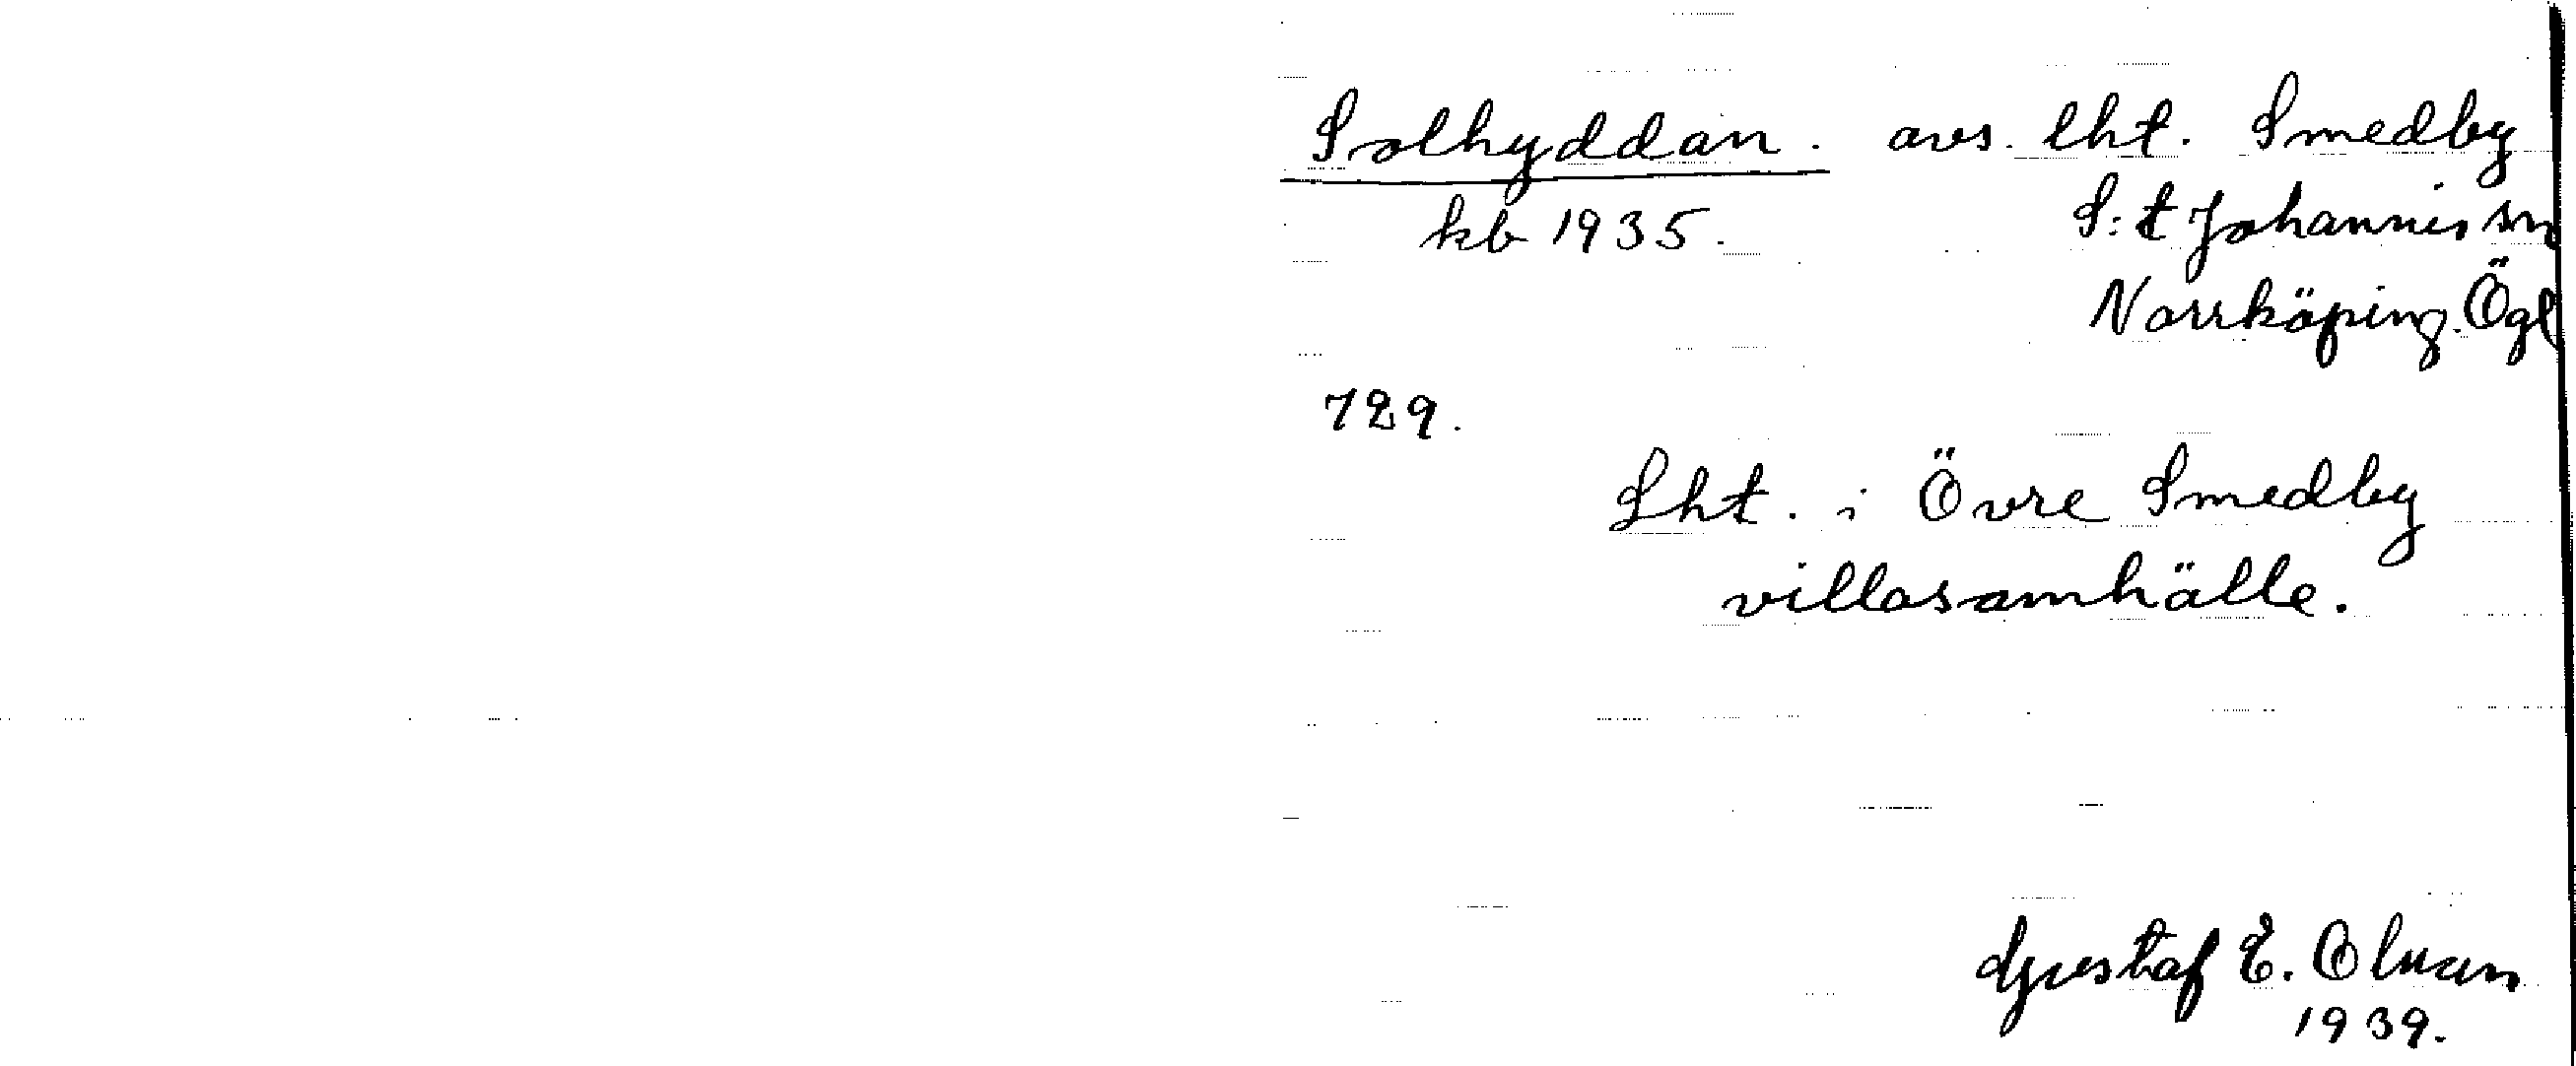 Solhyddan. avs. lht. Smedby
kb 1935. S:t Johannis sn
Norrköping. Ögl
729.
Lht. i Övre Smedby
villasamhälle.
Gustaf E. Olsson
1939.